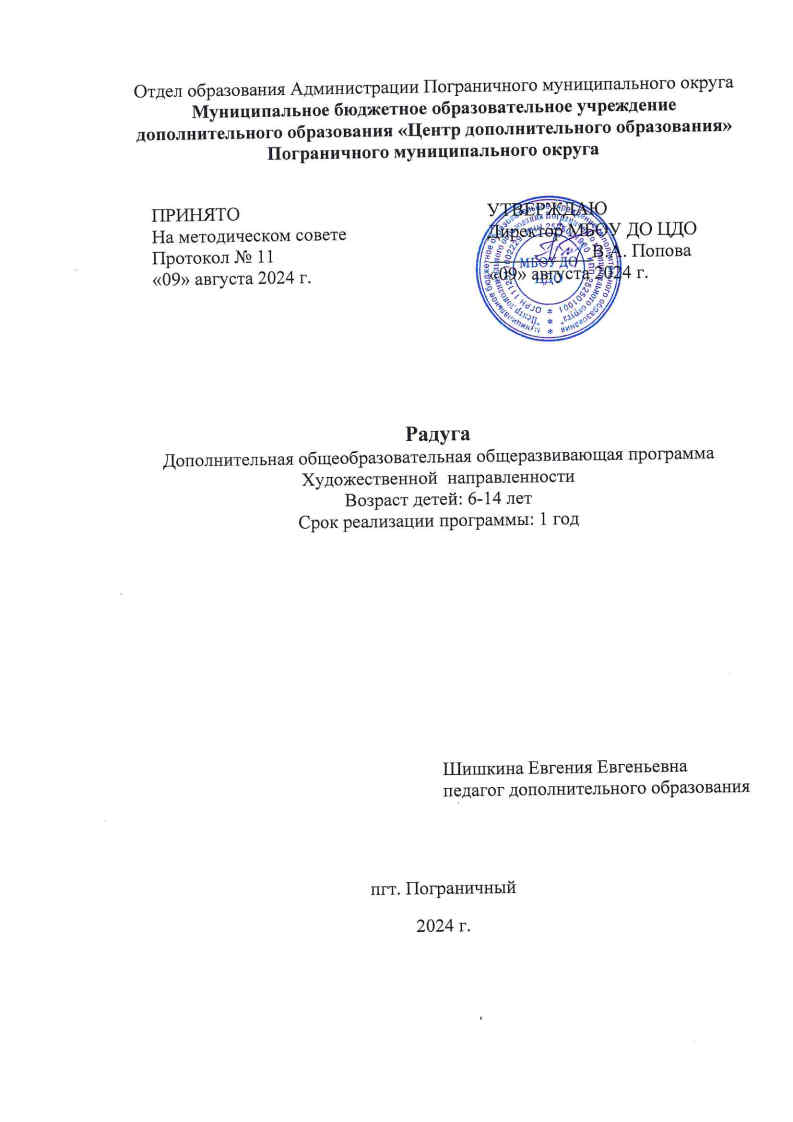 Отдел образования Администрации Пограничного муниципального округа
Муниципальное бюджетное образовательное учреждение
дополнительного образования «Центр дополнительного образования»
Пограничного муниципального округа
ПРИНЯТО
На методическом совете
Протокол № 11
«09» августа 2024 г.
УТВЕРЖДАЮ
Директор МБОУ ДО ЦДО
В.А. Попова
«09» августа 2024 г.
МБОУ ДО
ЦДО
Радуга
Дополнительная общеобразовательная общеразвивающая программа
Художественной направленности
Возраст детей: 6-14 лет
Срок реализации программы: 1 год
Шишкина Евгения Евгеньевна
педагог дополнительного образования
пгт. Пограничный
2024 г.